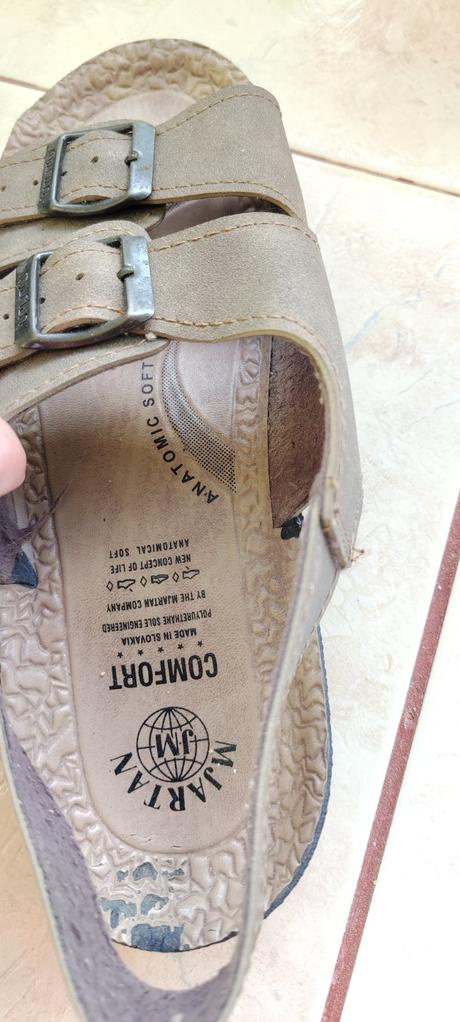 MJARTAN
JM
COMFORT
★ ★ ★ ★ ★
MADE IN SLOVAKIA
POLYURETHANE SOLE ENGINEERED
BY THE MJARTAN COMPANY
NEW CONCEPT OF LIFE
ANATOMICAL SOFT
ANATOMIC SOFT